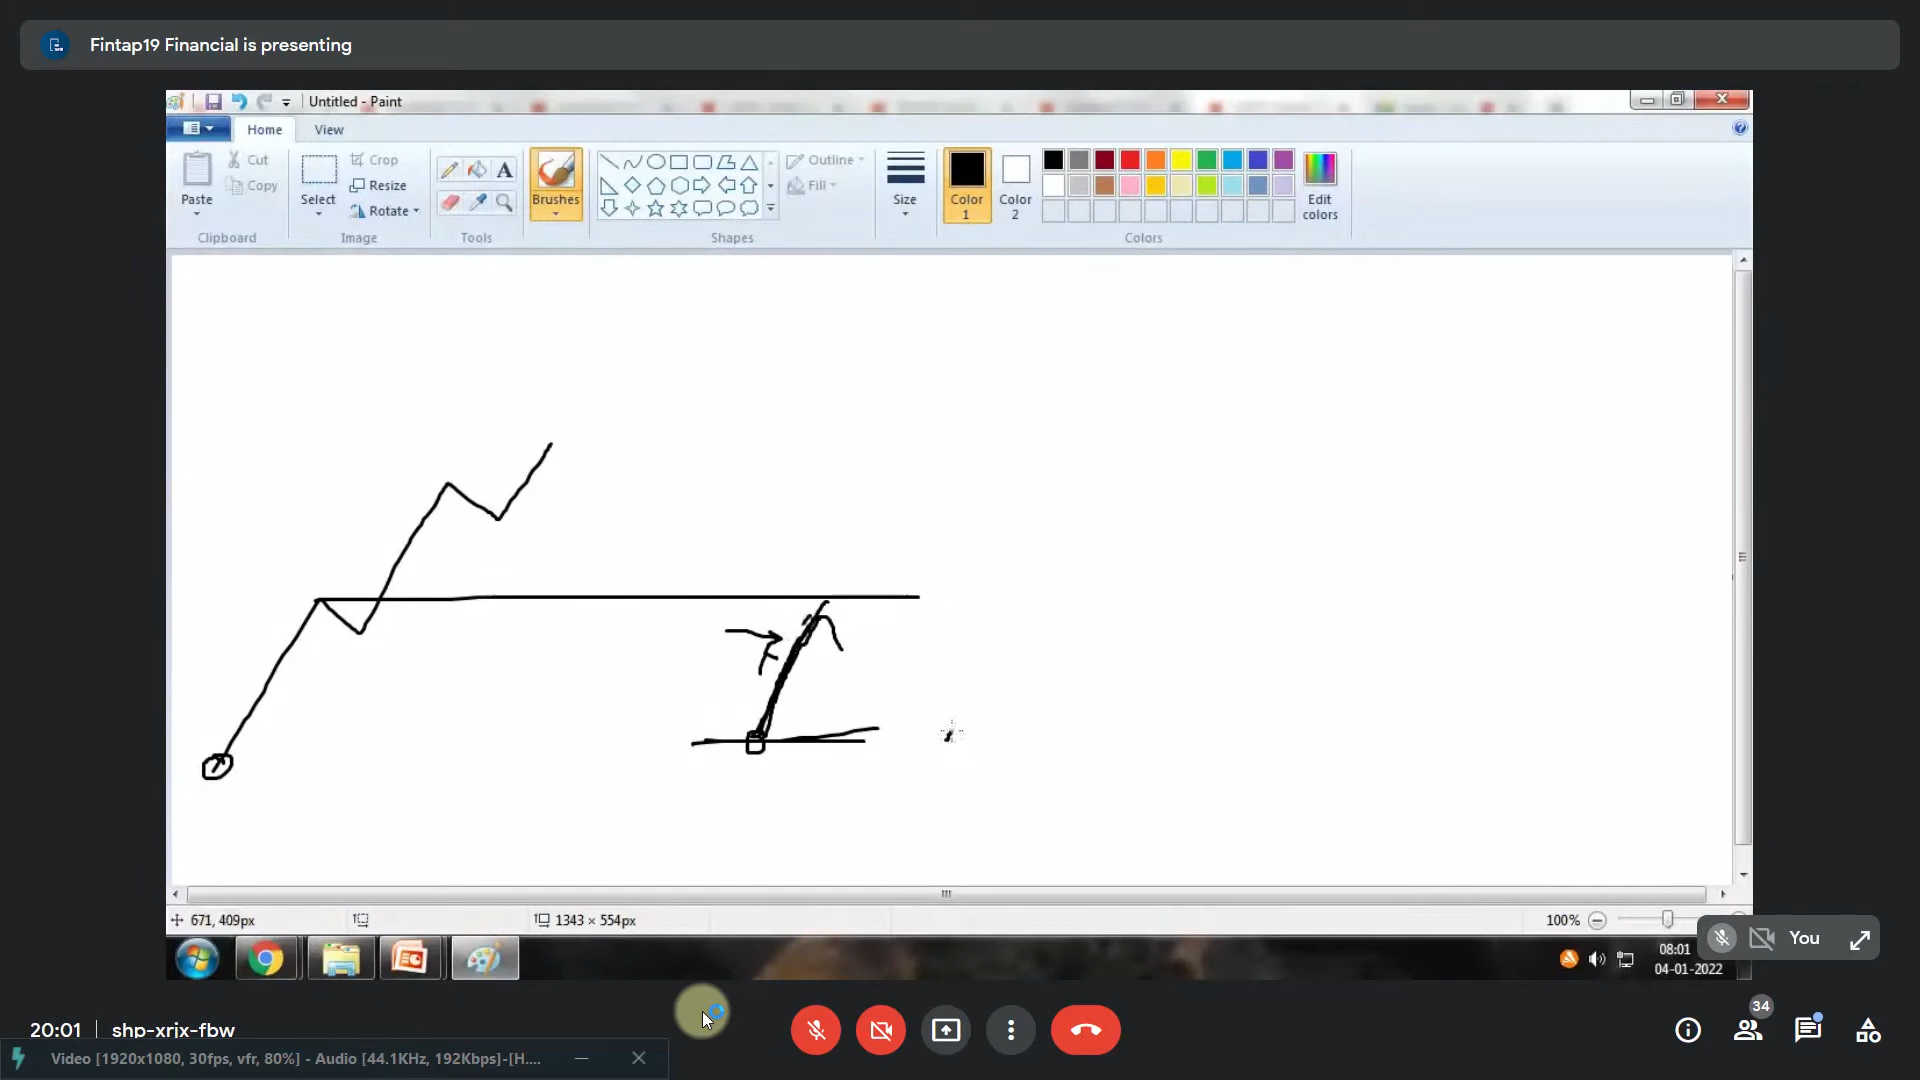 Fintap19 Financial is presenting
Untitled - Paint
Home View
Cut
Copy
Paste
Clipboard
Crop
Resize
Rotate
Select
Image
A
Tools
Brushes
Outline
Fill
Shapes
Size
Color 1
Color 2
Edit colors
Colors
671, 409px
1343 × 554px
100%
You
08:01
04-01-2022
34
20:01 | shp-xrix-fbw
Video [1920x1080, 30fps, vfr, 80%] - Audio [44.1KHz, 192Kbps]-[H....